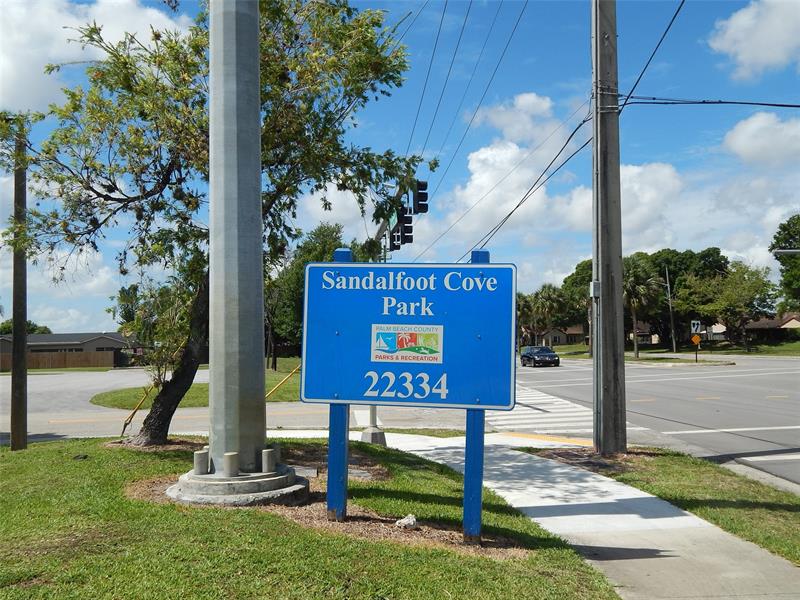 Sandalfoot Cove
Park
PALM BEACH COUNTY
PARKS & RECREATION
22334